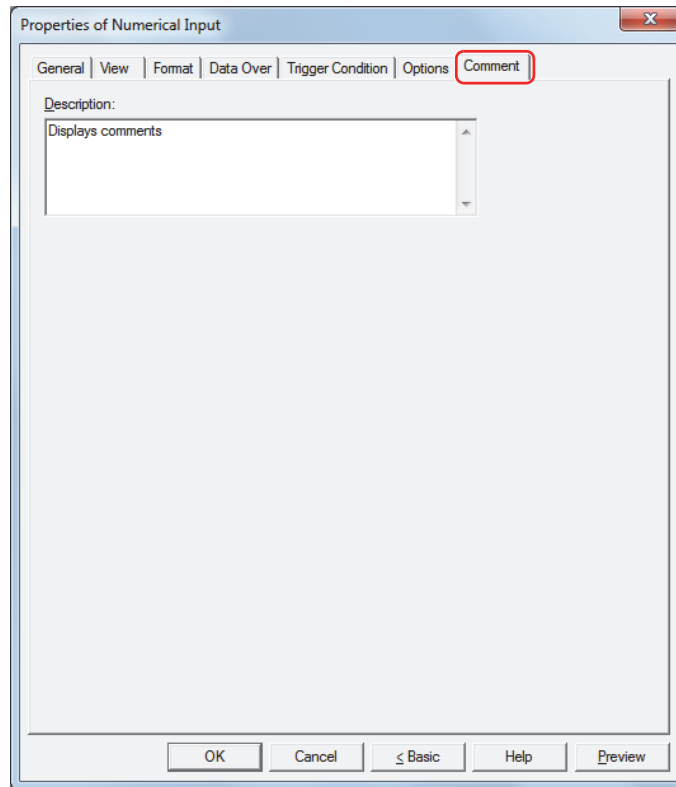 Properties of Numerical Input
x
General View Format Data Over Trigger Condition Options Comment
Description:
Displays comments
OK Cancel < Basic Help Preview